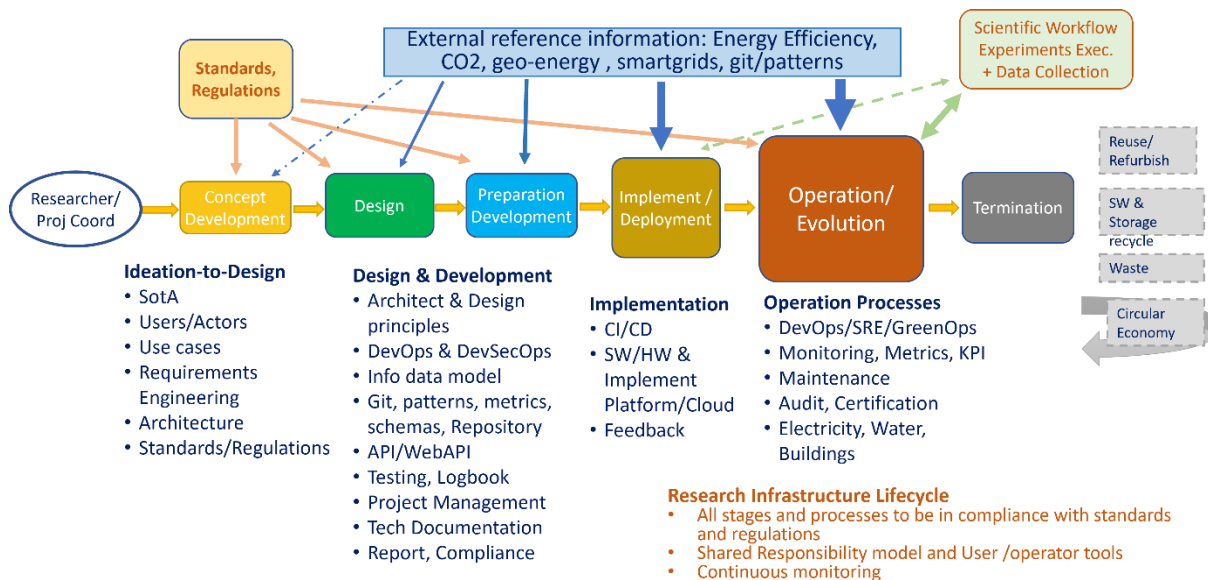 External reference information: Energy Efficiency,
CO2, geo-energy , smartgrids, git/patterns
Scientific Workflow
Experiments Exec.
+ Data Collection
Standards,
Regulations
Researcher/
Proj Coord
Concept
Development
Design
Preparation
Development
Implement /
Deployment
Operation/
Evolution
Termination
Reuse/
Refurbish
SW &
Storage
recycle
Waste
Circular
Economy
Ideation-to-Design
• SotA
• Users/Actors
• Use cases
• Requirements
Engineering
• Architecture
• Standards/Regulations
Design & Development
• Architect & Design
principles
• DevOps & DevSecOps
• Info data model
• Git, patterns, metrics,
schemas, Repository
• API/WebAPI
• Testing, Logbook
• Project Management
• Tech Documentation
• Report, Compliance
Implementation
• CI/CD
• SW/HW &
Implement
Platform/Cloud
• Feedback
Operation Processes
• DevOps/SRE/GreenOps
• Monitoring, Metrics, KPI
• Maintenance
• Audit, Certification
• Electricity, Water,
Buildings
Research Infrastructure Lifecycle
• All stages and processes to be in compliance with standards
and regulations
• Shared Responsibility model and User /operator tools
• Continuous monitoring